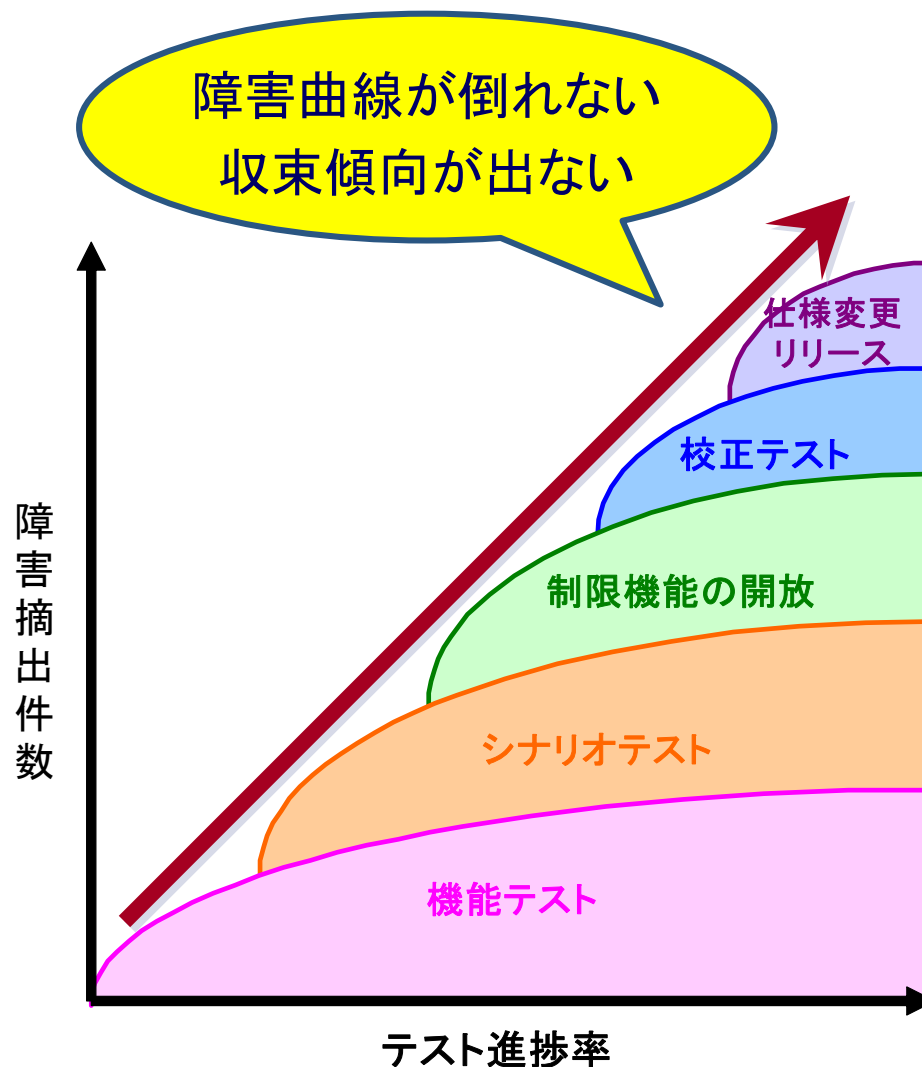 障害曲線が倒れない
収束傾向が出ない
仕様変更
リリース
校正テスト
制限機能の開放
シナリオテスト
機能テスト
障害摘出件数
テスト進捗率